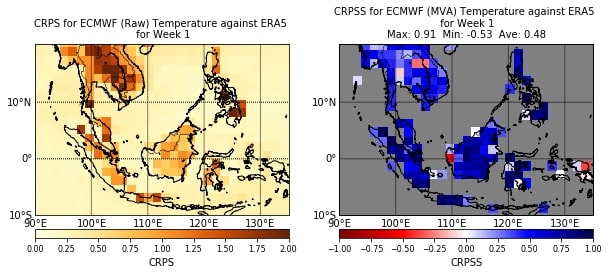 CRPS for ECMWF (Raw) Temperature against ERA5
for Week 1
10°N
0°
10°S
90°E 100°E 110°E 120°E 130°E
0.00 0.25 0.50 0.75 1.00 1.25 1.50 1.75 2.00
CRPS
CRPSS for ECMWF (MVA) Temperature against ERA5
for Week 1
Max: 0.91 Min: -0.53 Ave: 0.48
10°N
0°
10°S
90°E 100°E 110°E 120°E 130°E
−1.00 −0.75 −0.50 −0.25 0.00 0.25 0.50 0.75 1.00
CRPSS